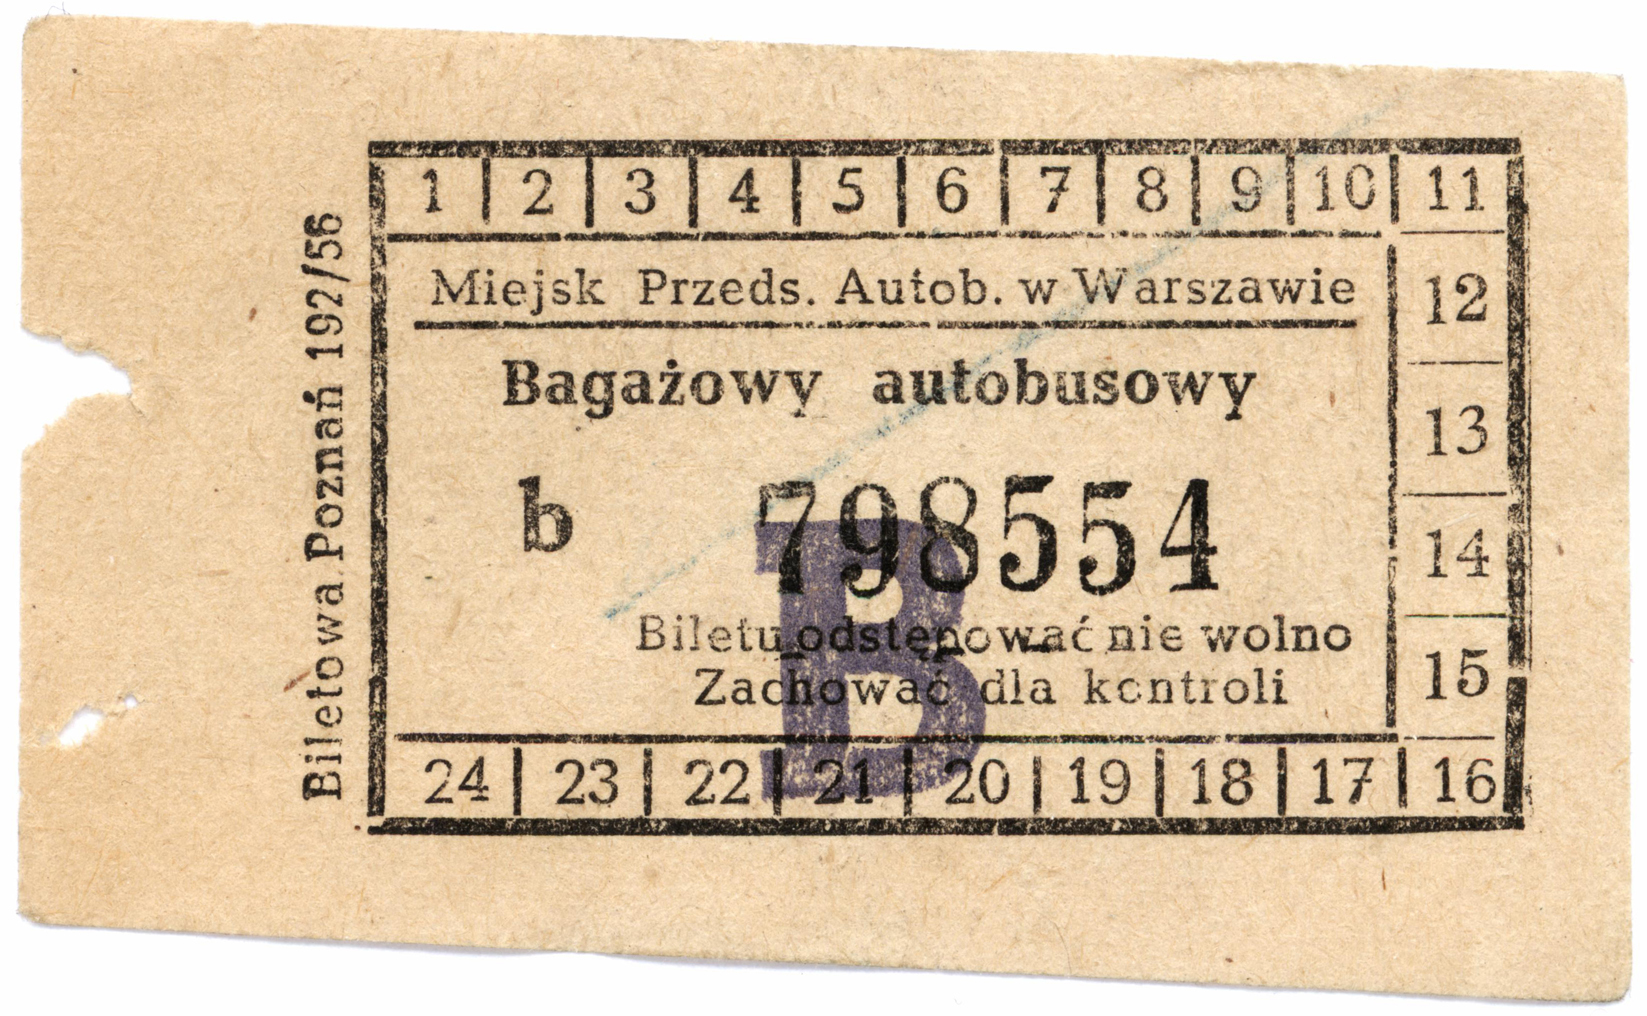 1 2 3 4 5 6 7 8 9 10 11
Miejsk Przeds. Autob. w Warszawie
12
Bagażowy autobusowy
13
b 798554
14
B
Biletu odstępować nie wolno
Zachować dla kontroli
15
24 23 22 21 20 19 18 17 16
Biletowa Poznań 192/56